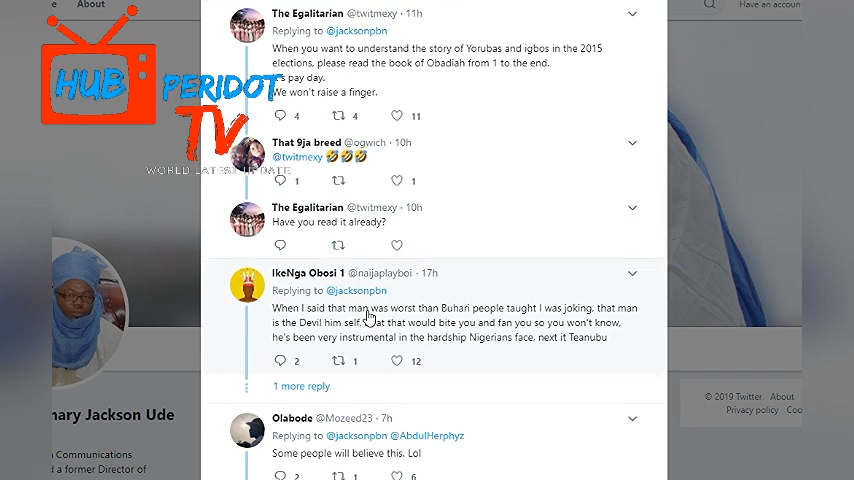 About
Have an account
HUB
PERIDOT
TV
WORLD LATEST UPDATE
The Egalitarian @twitmexy · 11h
Replying to @jacksonpbn
When you want to understand the story of Yorubas and igbos in the 2015
elections, please read the book of Obadiah from 1 to the end.
pay day.
We won't raise a finger.
4 4 11
That 9ja breed @ogwich · 10h
@twitmexy 🤣🤣🤣
1 1
The Egalitarian @twitmexy · 10h
Have you read it already?
IkeNga Obosi 1 @naijaplayboi · 17h
Replying to @jacksonpbn
When I said that man was worst than Buhari people taught I was joking, that man
is the Devil him self, at that would bite you and fan you so you won't know,
he's been very instrumental in the hardship Nigerians face, next it Teanubu
2 1 12
1 more reply
Olabode @Mozeed23 · 7h
Replying to @jacksonpbn @AbdulHerphyz
Some people will believe this. Lol
2 1 6
Jackson Ude
Communications
a former Director of
© 2019 Twitter About
Privacy policy